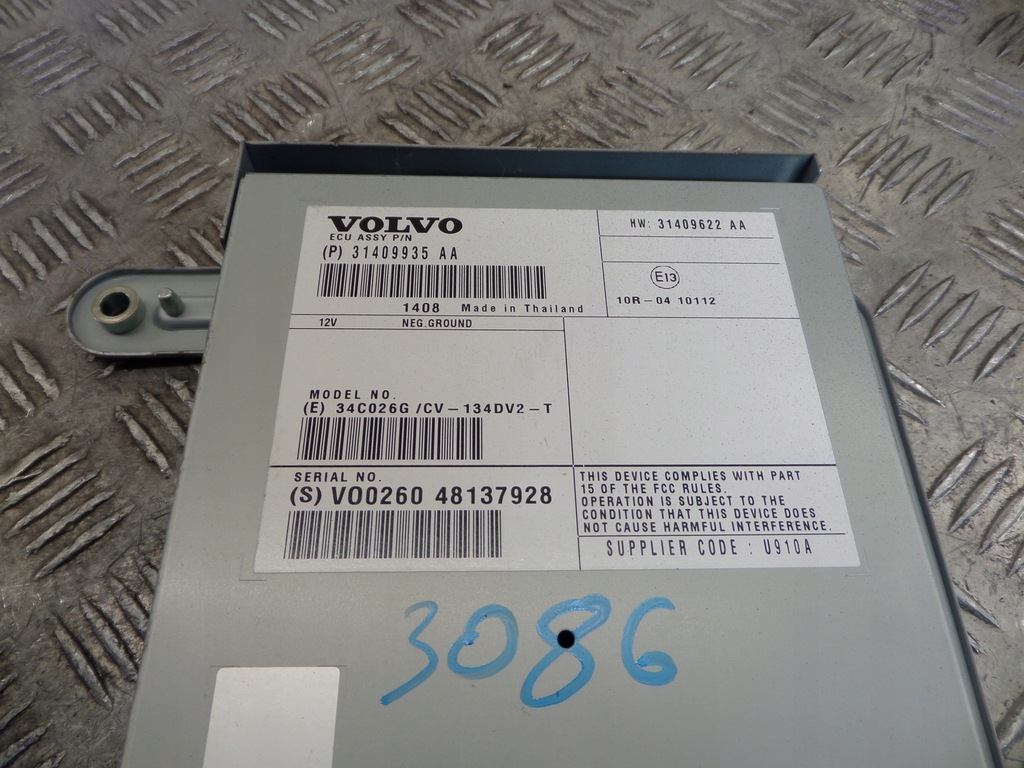 VOLVO
ECU ASSY P/N
(P) 31409935 AA
1408 Made in Thailand
HW: 31409622 AA
E13
10R-04 10112
12V NEG.GROUND
MODEL NO.
(E) 34C026G /CV-134DV2-T
SERIAL NO.
(S) VO0260 48137928
THIS DEVICE COMPLIES WITH PART
15 OF THE FCC RULES.
OPERATION IS SUBJECT TO THE
CONDITION THAT THIS DEVICE DOES
NOT CAUSE HARMFUL INTERFERENCE.
SUPPLIER CODE : U910A
3086